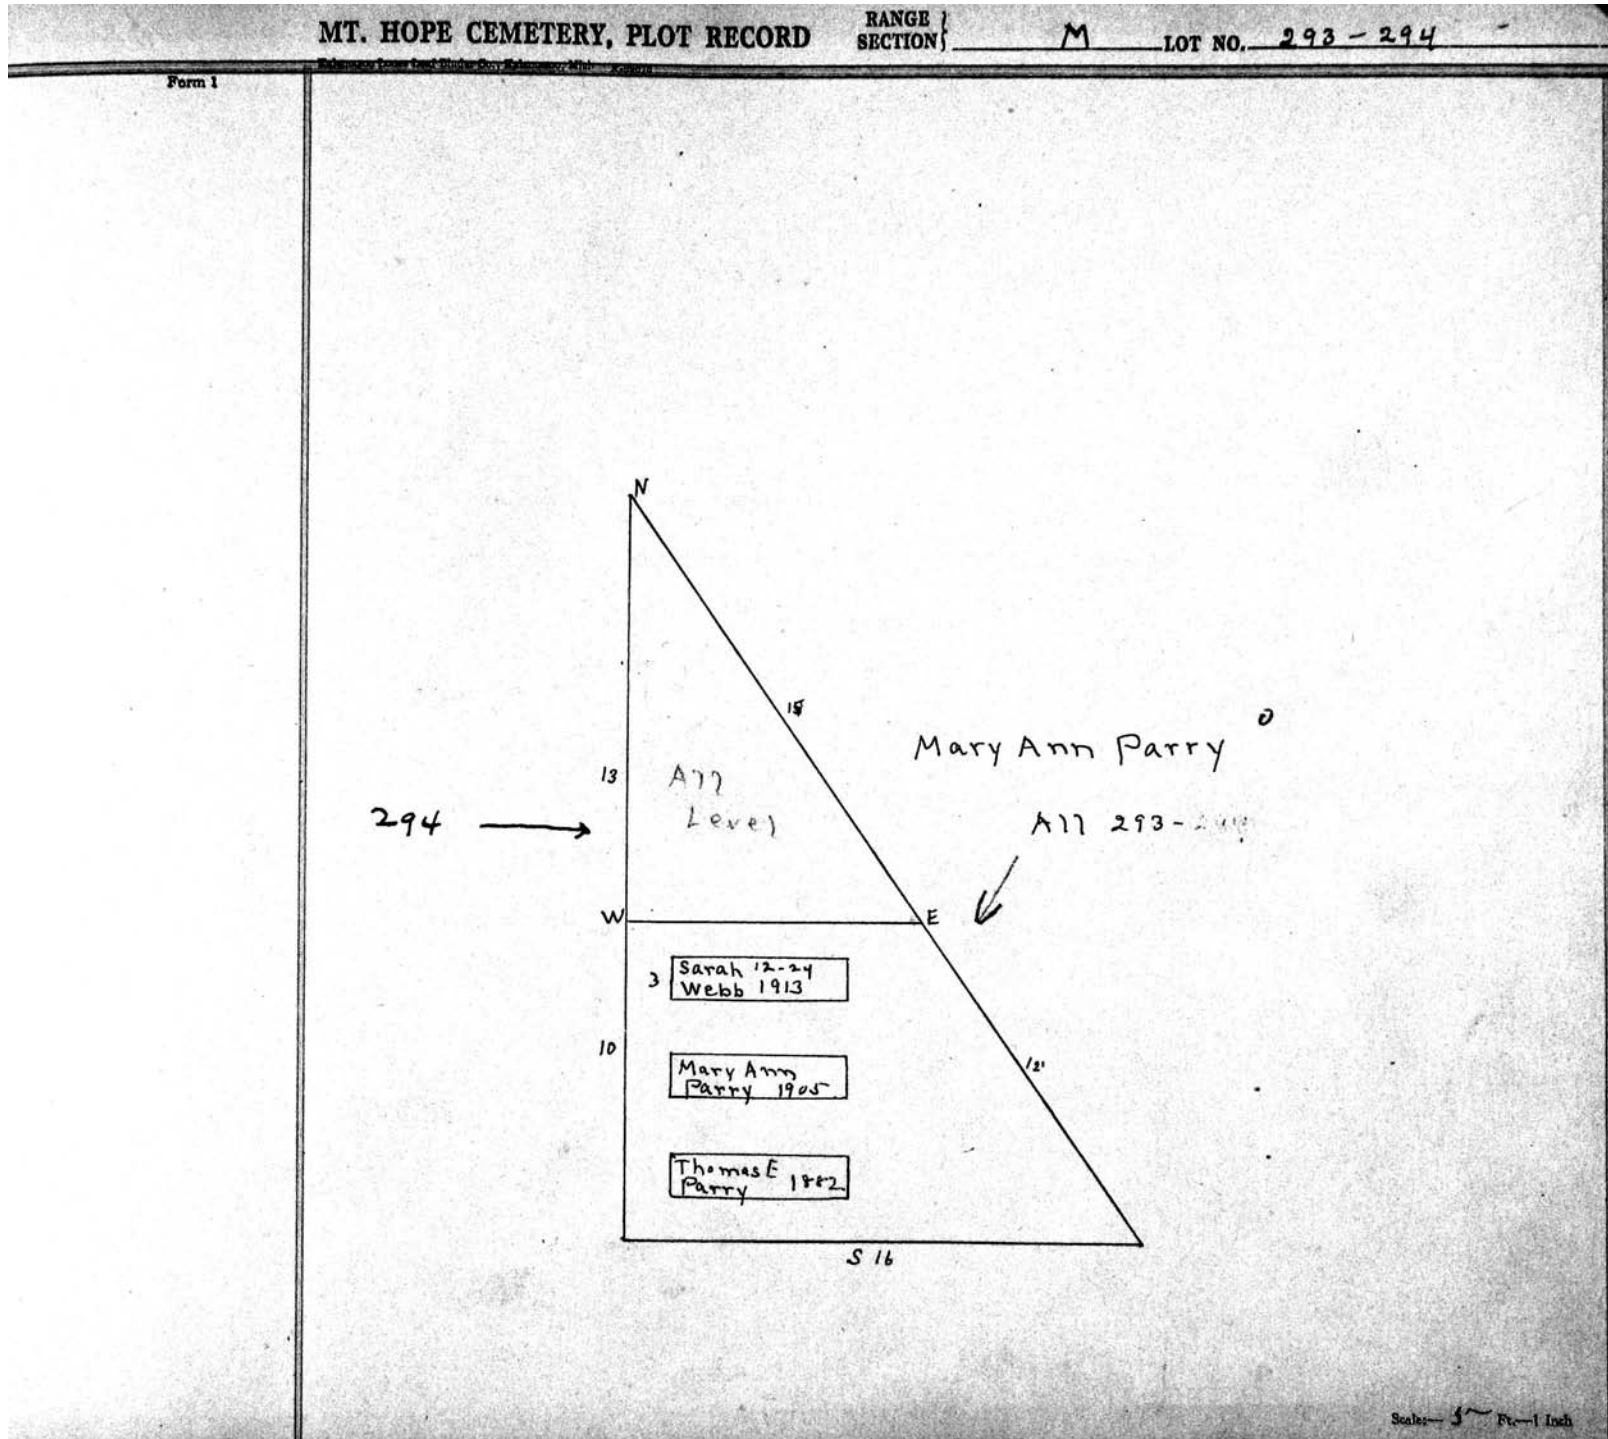 MT. HOPE CEMETERY, PLOT RECORD
RANGE
SECTION
M
LOT NO. 293 - 294
Form 1
N
13
All
Level
Mary Ann Parry
294
All 293-
W
E
3
Sarah 12-24
Webb 1913
10
12'
Mary Ann
Parry 1905
Thomas E
Parry 1882
S 16
Scale:— 5 Ft.—1 Inch